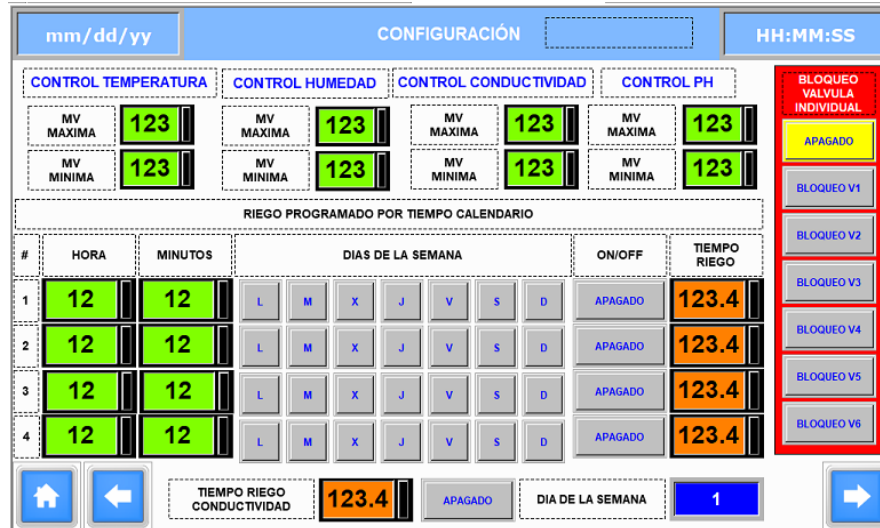 mm/dd/yy CONFIGURACIÓN HH:MM:SS
CONTROL TEMPERATURA CONTROL HUMEDAD CONTROL CONDUCTIVIDAD CONTROL PH
MV MAXIMA 123 MV MAXIMA 123 MV MAXIMA 123 MV MAXIMA 123
MV MINIMA 123 MV MINIMA 123 MV MINIMA 123 MV MINIMA 123
RIEGO PROGRAMADO POR TIEMPO CALENDARIO
# HORA MINUTOS DIAS DE LA SEMANA ON/OFF TIEMPO RIEGO
1 12 12 L M X J V S D APAGADO 123.4
2 12 12 L M X J V S D APAGADO 123.4
3 12 12 L M X J V S D APAGADO 123.4
4 12 12 L M X J V S D APAGADO 123.4
TIEMPO RIEGO CONDUCTIVIDAD 123.4 APAGADO DIA DE LA SEMANA 1
BLOQUEO
VALVULA
INDIVIDUAL
APAGADO
BLOQUEO V1
BLOQUEO V2
BLOQUEO V3
BLOQUEO V4
BLOQUEO V5
BLOQUEO V6